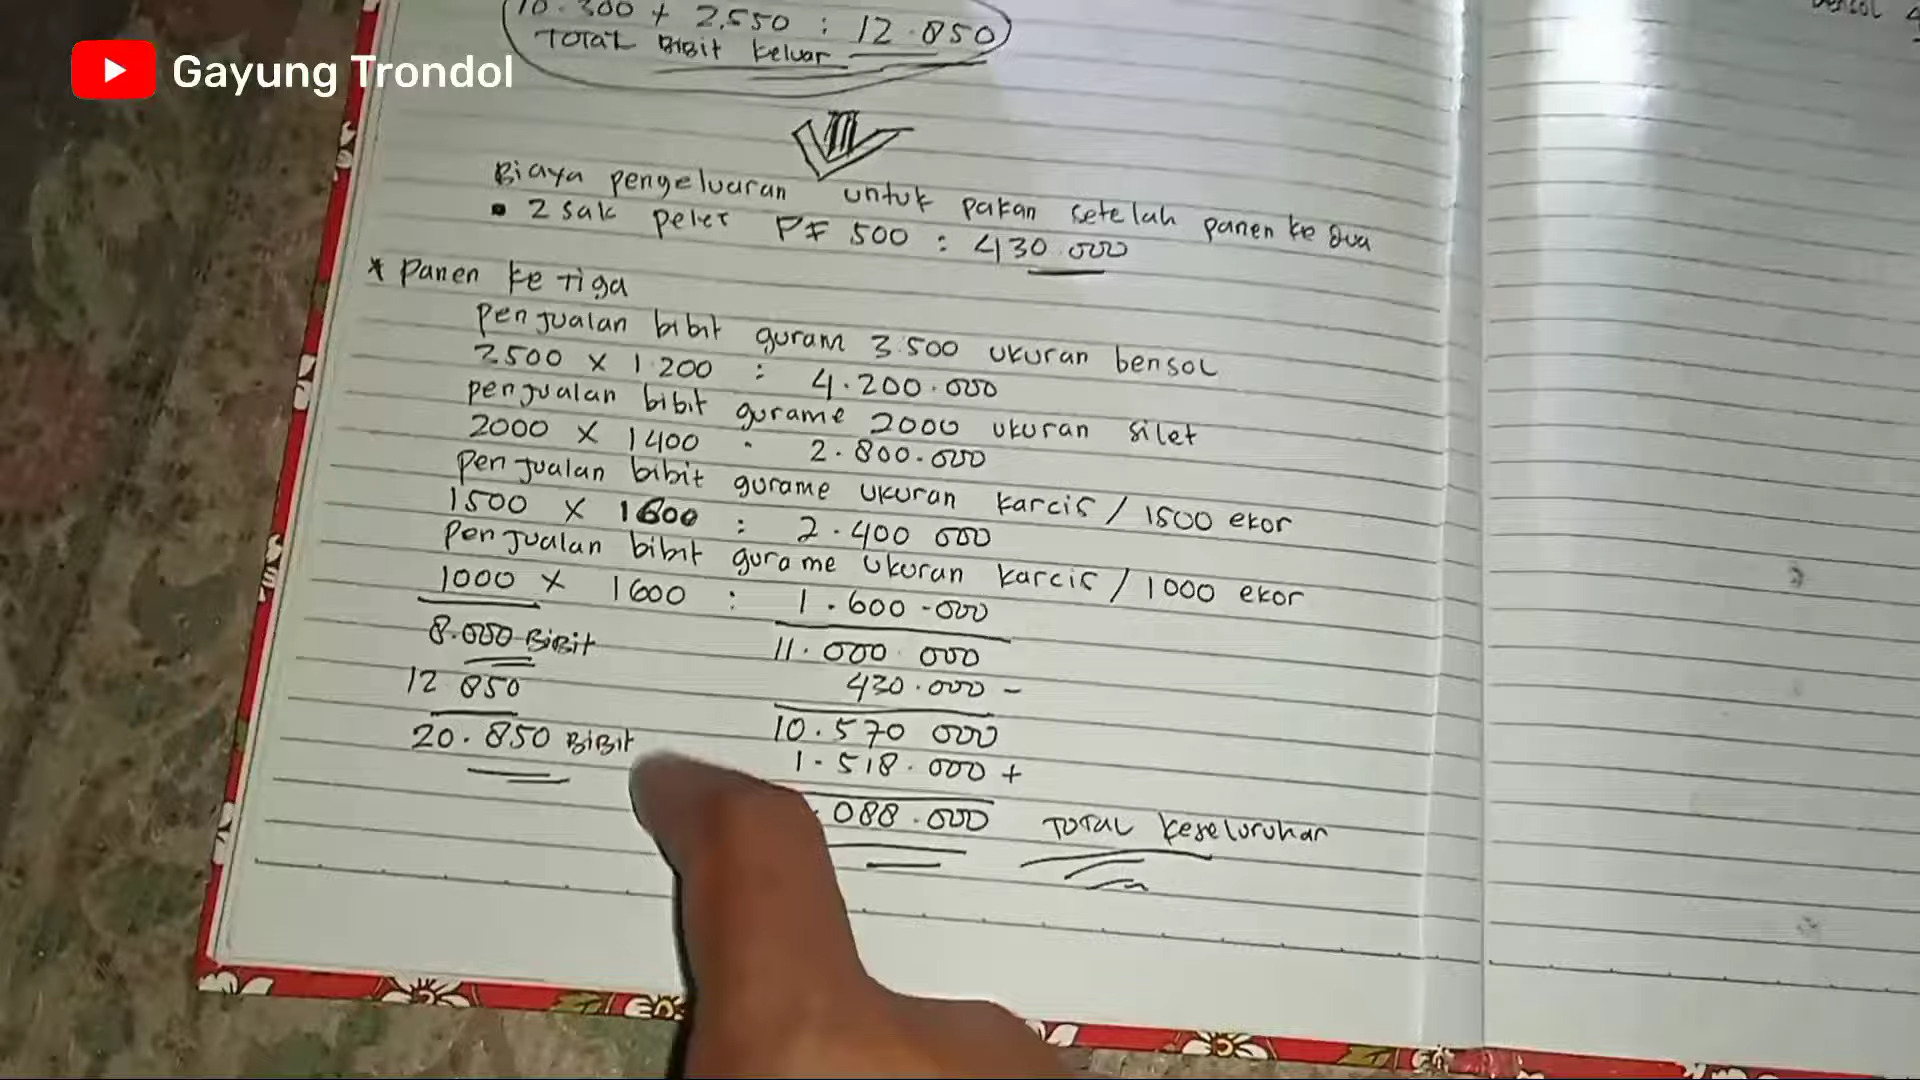 10.300 + 2.550 : 12.850
TOTAL BiBit keluar
Gayung Trondol
Biaya pengeluaran untuk pakan setelah panen ke dua
• 2 sak pelet PF 500 : 430.000
* Panen ke tiga
penjualan bibit guram 3.500 ukuran bensol
3500 x 1.200 : 4.200.000
penjualan bibit gurame 2000 ukuran silet
2000 x 1400 : 2.800.000
penjualan bibit gurame ukuran karcis / 1500 ekor
1500 x 1600 : 2.400 000
penjualan bibit gurame ukuran karcis / 1000 ekor
1000 x 1600 : 1.600.000
8.000 BiBit 11.000.000
12 850 430.000 -
20.850 BiBit 10.570 000
1.518.000 +
.088.000 TOTAL keseluruhan